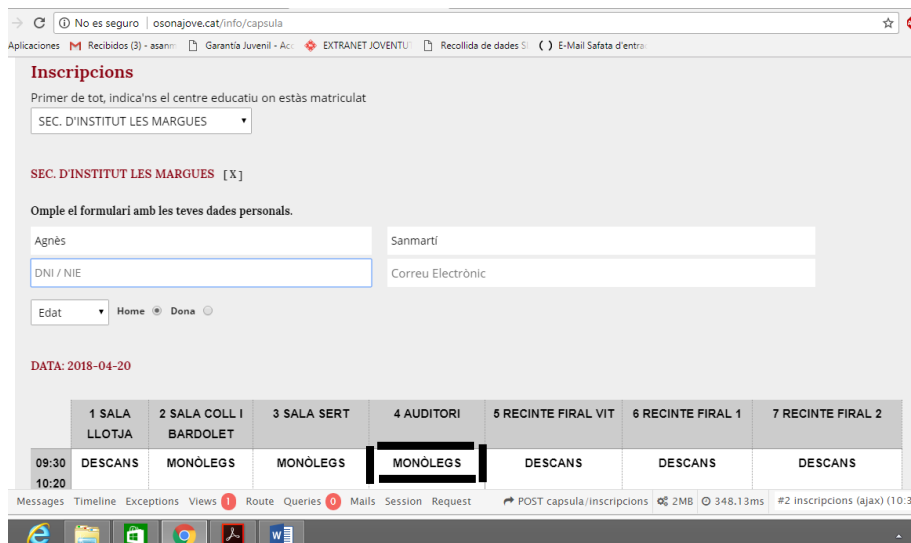 No es seguro | osonajove.cat/info/capsula
Aplicaciones Recibidos (3) - asanm Garantía Juvenil - Acc EXTRANET JOVENTUT Recollida de dades S E-Mail Safata d'entra
Inscripcions
Primer de tot, indica'ns el centre educatiu on estàs matriculat
SEC. D'INSTITUT LES MARGUES
SEC. D'INSTITUT LES MARGUES [X]
Omple el formulari amb les teves dades personals.
Agnès Sanmartí
DNI / NIE Correu Electrònic
Edat Home Dona
DATA: 2018-04-20
1 SALA 2 SALA COLL I 3 SALA SERT 4 AUDITORI 5 RECINTE FIRAL VIT 6 RECINTE FIRAL 1 7 RECINTE FIRAL 2
LLOTJA BARDOLET
09:30 DESCANS MONÒLEGS MONÒLEGS MONÒLEGS DESCANS DESCANS DESCANS
10:20
Messages Timeline Exceptions Views 1 Route Queries 0 Mails Session Request POST capsula/inscripcions 2MB 348.13ms #2 inscripcions (ajax) (10:3